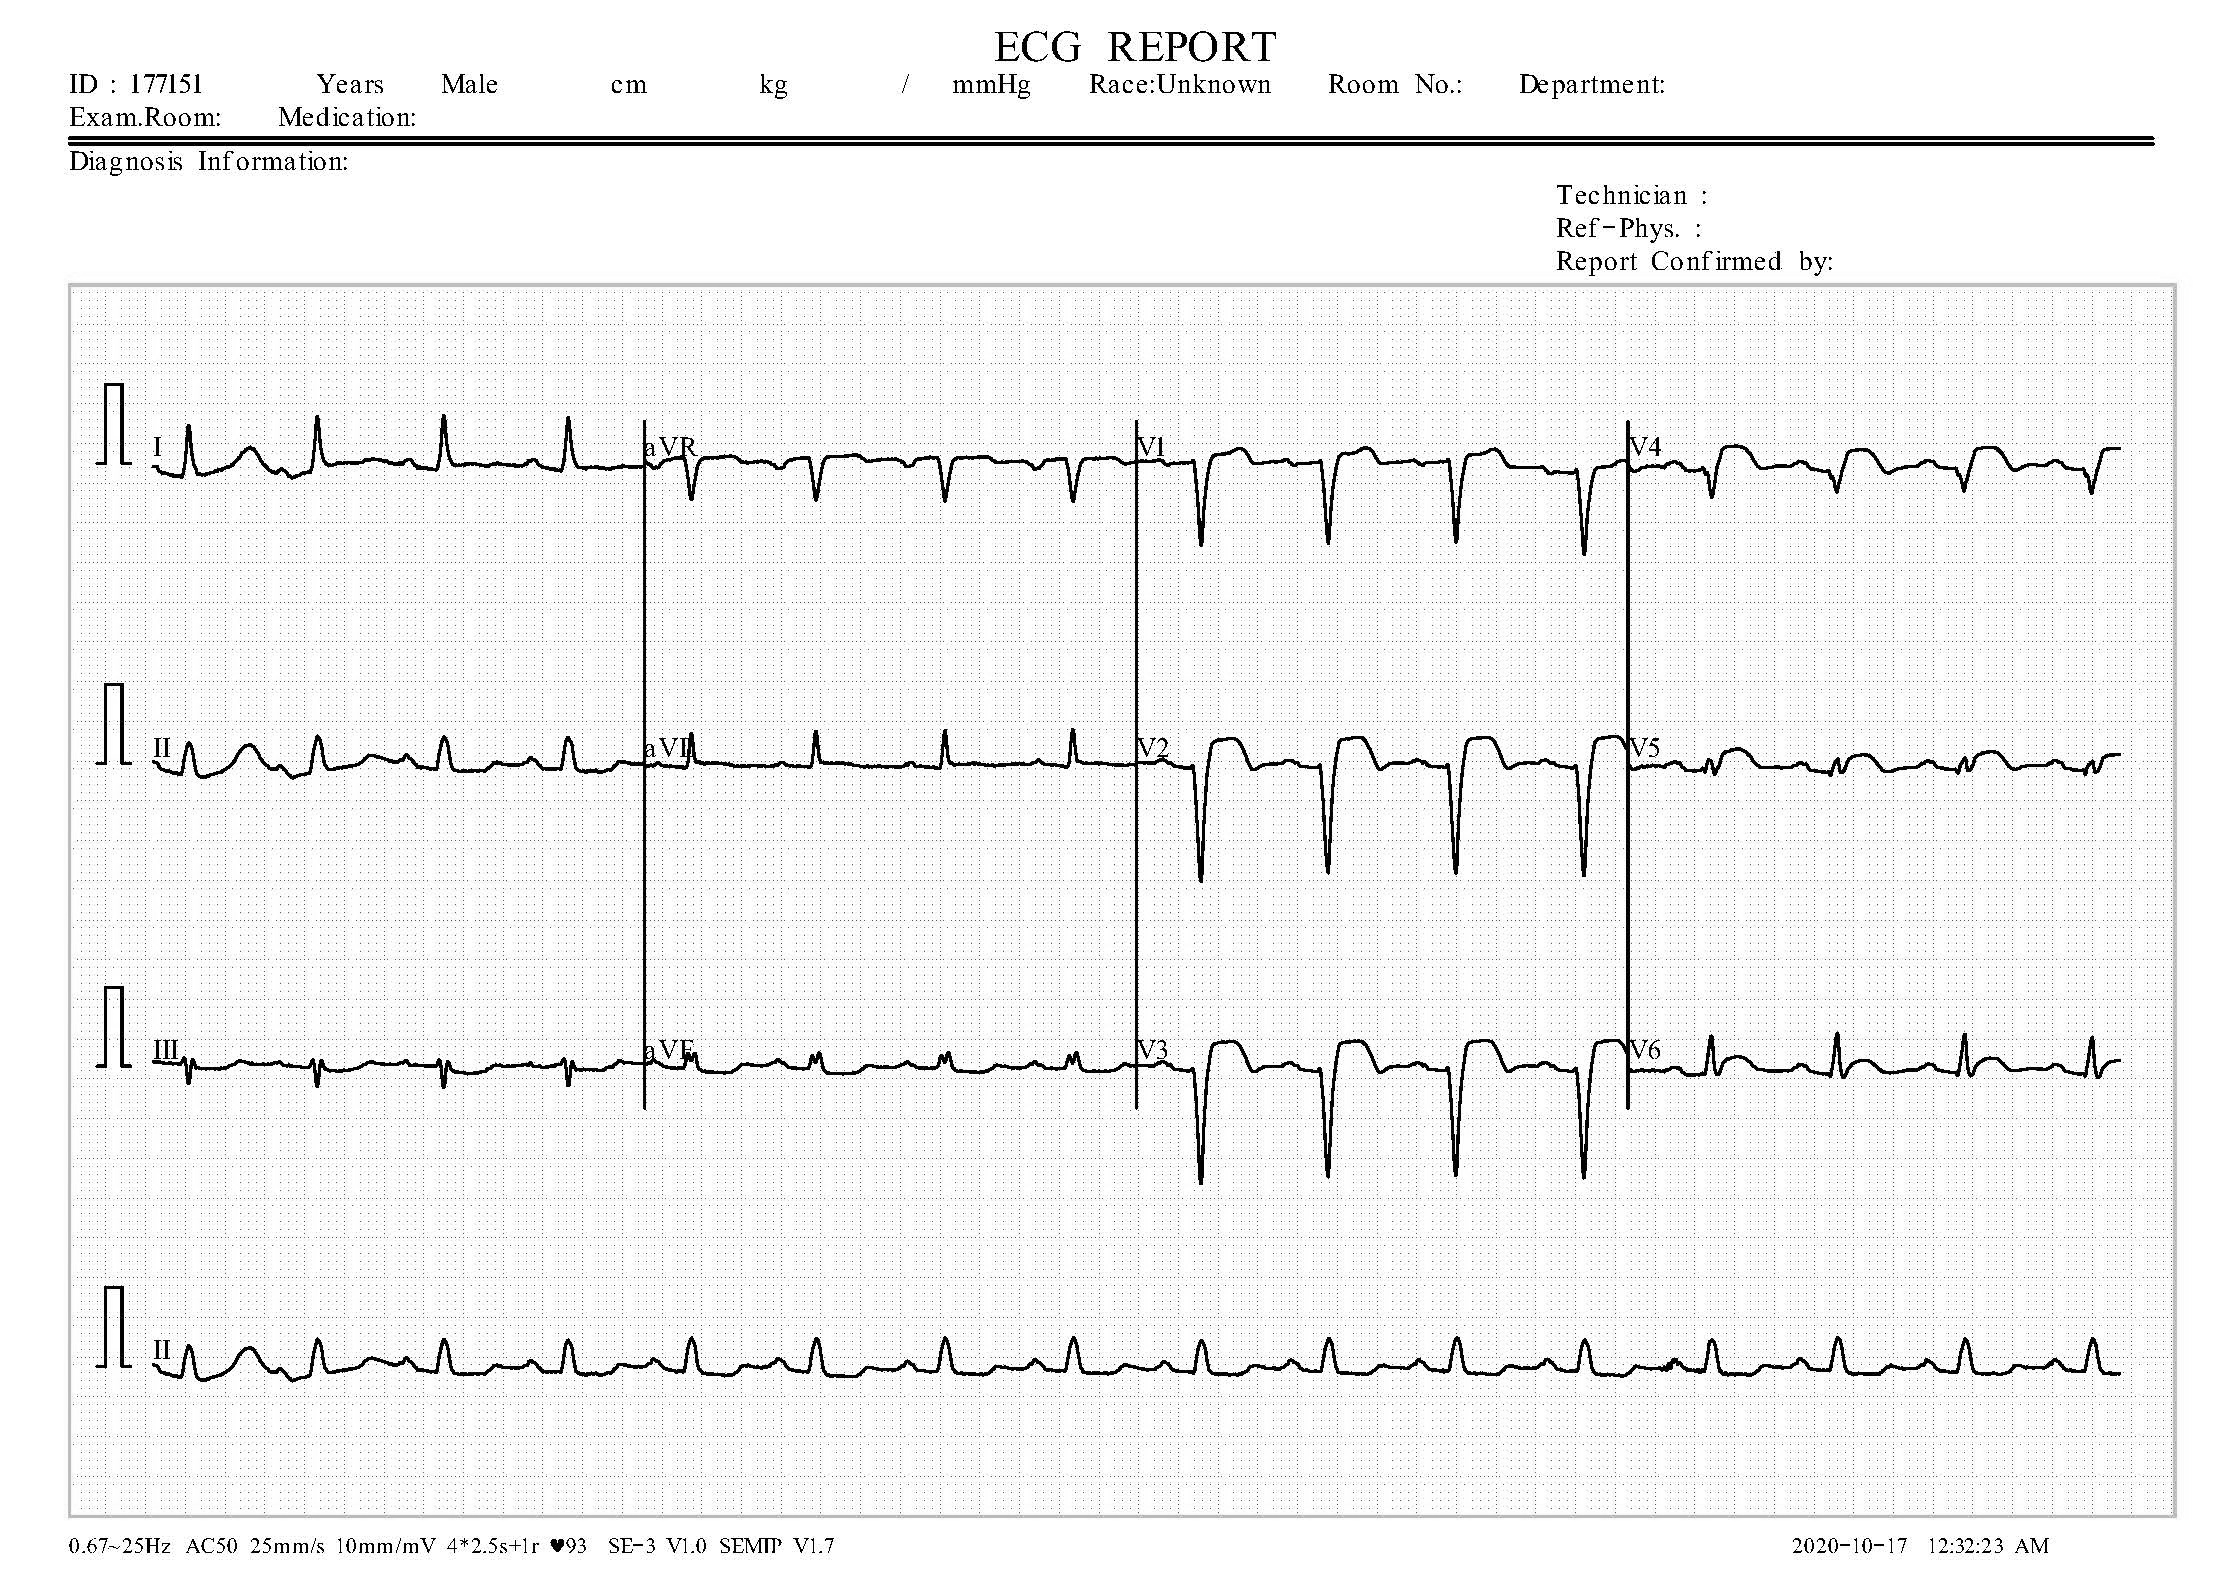 ECG REPORT
ID : 177151 Years Male cm kg / mmHg Race:Unknown Room No.: Department:
Exam.Room: Medication:
Diagnosis Information:
Technician :
Ref-Phys. :
Report Confirmed by:
I aVR V1 V4
II aVL V2 V5
III aVF V3 V6
II
0.67~25Hz AC50 25mm/s 10mm/mV 4*2.5s+1r ♥93 SE-3 V1.0 SEMIP V1.7 2020-10-17 12:32:23 AM